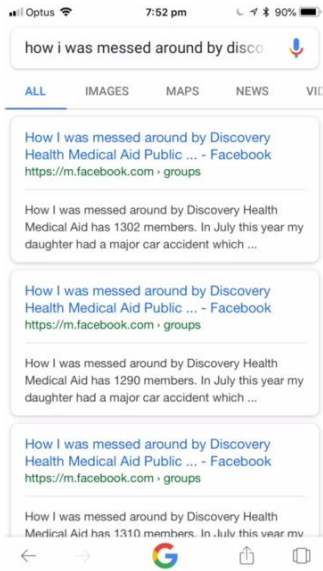 Optus 7:52 pm 90%
how i was messed around by disco
ALL IMAGES MAPS NEWS VID
How I was messed around by Discovery
Health Medical Aid Public ... - Facebook
https://m.facebook.com › groups
How I was messed around by Discovery Health
Medical Aid has 1302 members. In July this year my
daughter had a major car accident which ...
How I was messed around by Discovery
Health Medical Aid Public ... - Facebook
https://m.facebook.com › groups
How I was messed around by Discovery Health
Medical Aid has 1290 members. In July this year my
daughter had a major car accident which ...
How I was messed around by Discovery
Health Medical Aid Public ... - Facebook
https://m.facebook.com › groups
How I was messed around by Discovery Health
Medical Aid has 1310 members. In July this year my
G